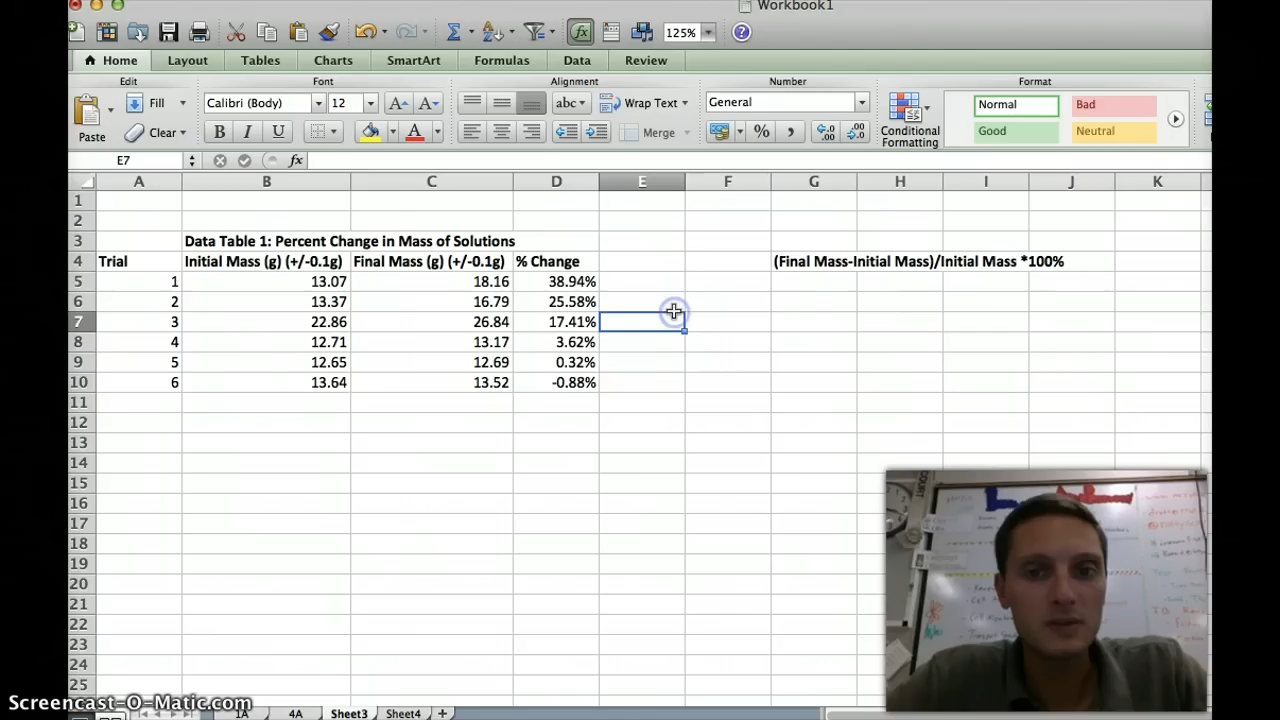 Workbook1
125%
Home Layout Tables Charts SmartArt Formulas Data Review
Edit Font Alignment Number Format
Fill Calibri (Body) 12 A A abc Wrap Text General Normal Bad
Paste Clear B I U A Merge % , .0 .00 .00 .0 Conditional Formatting Good Neutral
E7 fx
A B C D E F G H I J K
1
2
3 Data Table 1: Percent Change in Mass of Solutions
4 Trial Initial Mass (g) (+/-0.1g) Final Mass (g) (+/-0.1g) % Change (Final Mass-Initial Mass)/Initial Mass *100%
5 1 13.07 18.16 38.94%
6 2 13.37 16.79 25.58%
7 3 22.86 26.84 17.41%
8 4 12.71 13.17 3.62%
9 5 12.65 12.69 0.32%
10 6 13.64 13.52 -0.88%
11
12
13
14
15
16
17
18
19
20
21
22
23
24
25
1A 4A Sheet3 Sheet4 +
Screencast-O-Matic.com